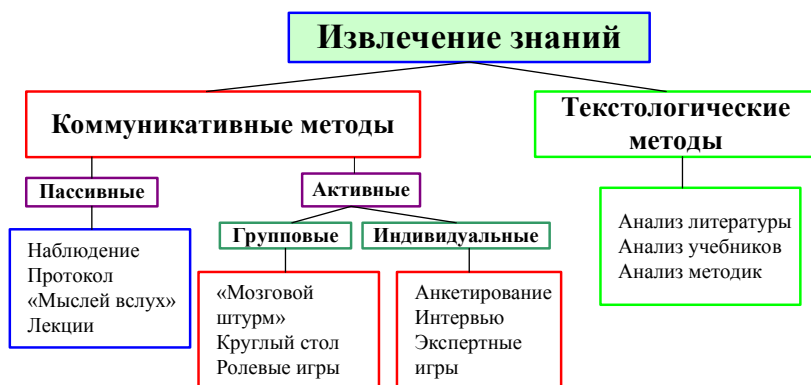 Извлечение знаний
Коммуникативные методы
Текстологические
методы
Пассивные
Активные
Групповые
Индивидуальные
Наблюдение
Протокол
«Мыслей вслух»
Лекции
«Мозговой
штурм»
Круглый стол
Ролевые игры
Анкетирование
Интервью
Экспертные
игры
Анализ литературы
Анализ учебников
Анализ методик